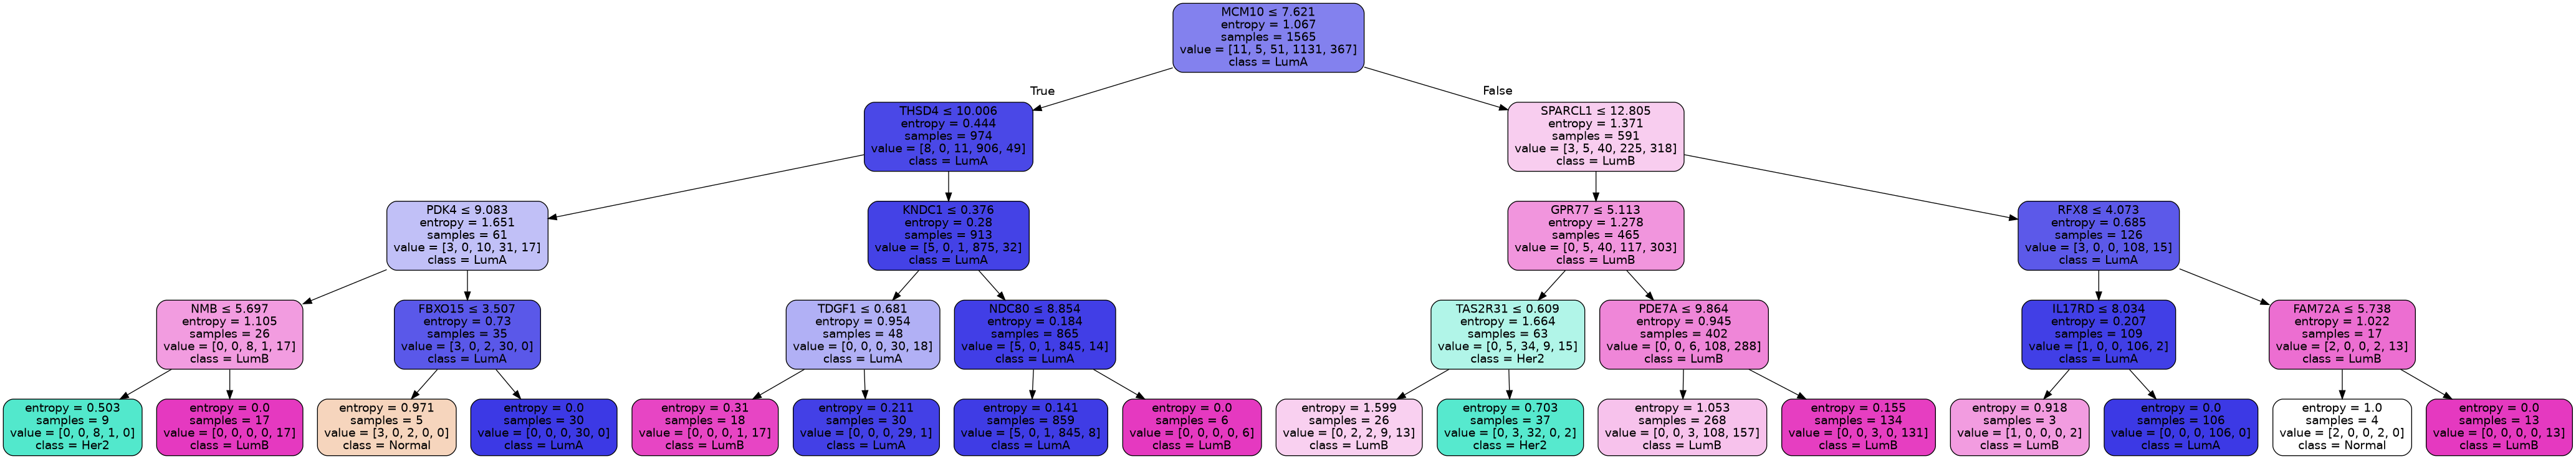 MCM10 ≤ 7.621
entropy = 1.067
samples = 1565
value = [11, 5, 51, 1131, 367]
class = LumA
True
False
THSD4 ≤ 10.006
entropy = 0.444
samples = 974
value = [8, 0, 11, 906, 49]
class = LumA
SPARCL1 ≤ 12.805
entropy = 1.371
samples = 591
value = [3, 5, 40, 225, 318]
class = LumB
PDK4 ≤ 9.083
entropy = 1.651
samples = 61
value = [3, 0, 10, 31, 17]
class = LumA
KNDC1 ≤ 0.376
entropy = 0.28
samples = 913
value = [5, 0, 1, 875, 32]
class = LumA
GPR77 ≤ 5.113
entropy = 1.278
samples = 465
value = [0, 5, 40, 117, 303]
class = LumB
RFX8 ≤ 4.073
entropy = 0.685
samples = 126
value = [3, 0, 0, 108, 15]
class = LumA
NMB ≤ 5.697
entropy = 1.105
samples = 26
value = [0, 0, 8, 1, 17]
class = LumB
FBXO15 ≤ 3.507
entropy = 0.73
samples = 35
value = [3, 0, 2, 30, 0]
class = LumA
TDGF1 ≤ 0.681
entropy = 0.954
samples = 48
value = [0, 0, 0, 30, 18]
class = LumA
NDC80 ≤ 8.854
entropy = 0.184
samples = 865
value = [5, 0, 1, 845, 14]
class = LumA
TAS2R31 ≤ 0.609
entropy = 1.664
samples = 63
value = [0, 5, 34, 9, 15]
class = Her2
PDE7A ≤ 9.864
entropy = 0.945
samples = 402
value = [0, 0, 6, 108, 288]
class = LumB
IL17RD ≤ 8.034
entropy = 0.207
samples = 109
value = [1, 0, 0, 106, 2]
class = LumA
FAM72A ≤ 5.738
entropy = 1.022
samples = 17
value = [2, 0, 0, 2, 13]
class = LumB
entropy = 0.503
samples = 9
value = [0, 0, 8, 1, 0]
class = Her2
entropy = 0.0
samples = 17
value = [0, 0, 0, 0, 17]
class = LumB
entropy = 0.971
samples = 5
value = [3, 0, 2, 0, 0]
class = Normal
entropy = 0.0
samples = 30
value = [0, 0, 0, 30, 0]
class = LumA
entropy = 0.31
samples = 18
value = [0, 0, 0, 1, 17]
class = LumB
entropy = 0.211
samples = 30
value = [0, 0, 0, 29, 1]
class = LumA
entropy = 0.141
samples = 859
value = [5, 0, 1, 845, 8]
class = LumA
entropy = 0.0
samples = 6
value = [0, 0, 0, 0, 6]
class = LumB
entropy = 1.599
samples = 26
value = [0, 2, 2, 9, 13]
class = LumB
entropy = 0.703
samples = 37
value = [0, 3, 32, 0, 2]
class = Her2
entropy = 1.053
samples = 268
value = [0, 0, 3, 108, 157]
class = LumB
entropy = 0.155
samples = 134
value = [0, 0, 3, 0, 131]
class = LumB
entropy = 0.918
samples = 3
value = [1, 0, 0, 0, 2]
class = LumB
entropy = 0.0
samples = 106
value = [0, 0, 0, 106, 0]
class = LumA
entropy = 1.0
samples = 4
value = [2, 0, 0, 2, 0]
class = Normal
entropy = 0.0
samples = 13
value = [0, 0, 0, 0, 13]
class = LumB